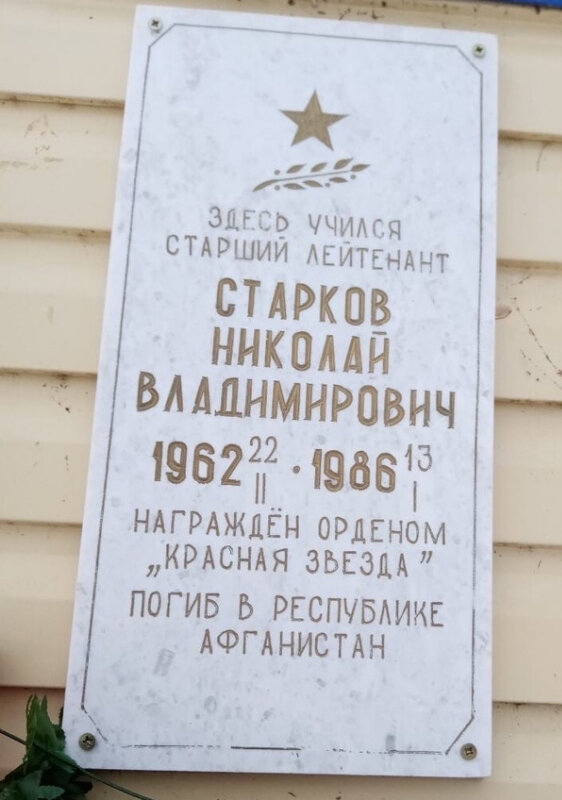 ЗДЕСЬ УЧИЛСЯ
СТАРШИЙ ЛЕЙТЕНАНТ
СТАРКОВ
НИКОЛАЙ
ВЛАДИМИРОВИЧ
1962 22 II · 1986 13 I
НАГРАЖДЁН ОРДЕНОМ
„КРАСНАЯ ЗВЕЗДА”
ПОГИБ В РЕСПУБЛИКЕ
АФГАНИСТАН